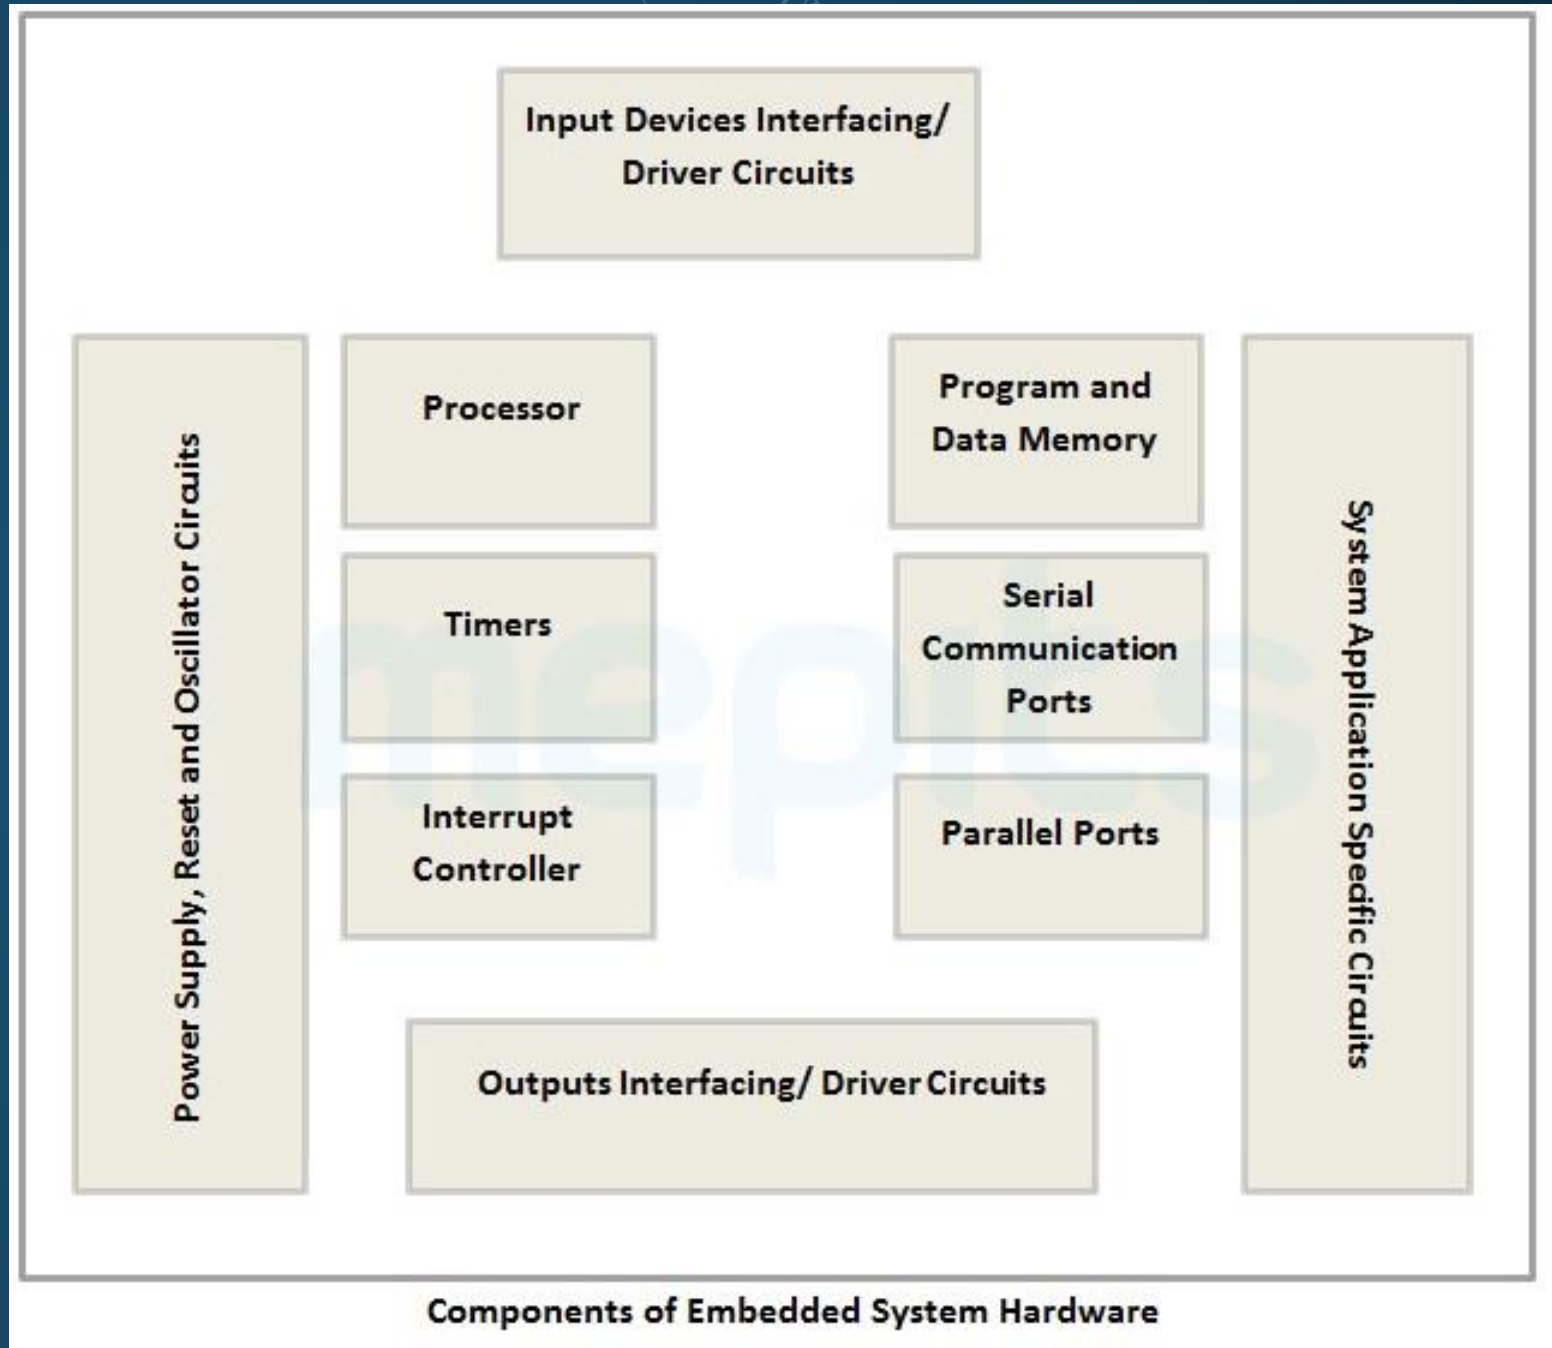 Input Devices Interfacing/
Driver Circuits
Power Supply, Reset and Oscillator Circuits
Processor
Program and
Data Memory
System Application Specific Circuits
Timers
Serial
Communication
Ports
Interrupt
Controller
Parallel Ports
mepits
Outputs Interfacing/ Driver Circuits
Components of Embedded System Hardware